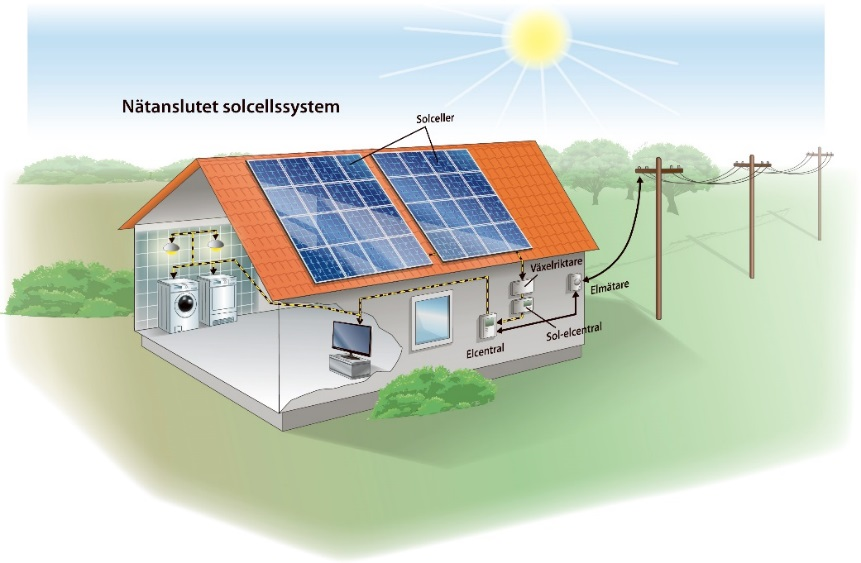 Nätanslutet solcellssystem
Solceller
Växelriktare
Elmätare
Sol-elcentral
Elcentral